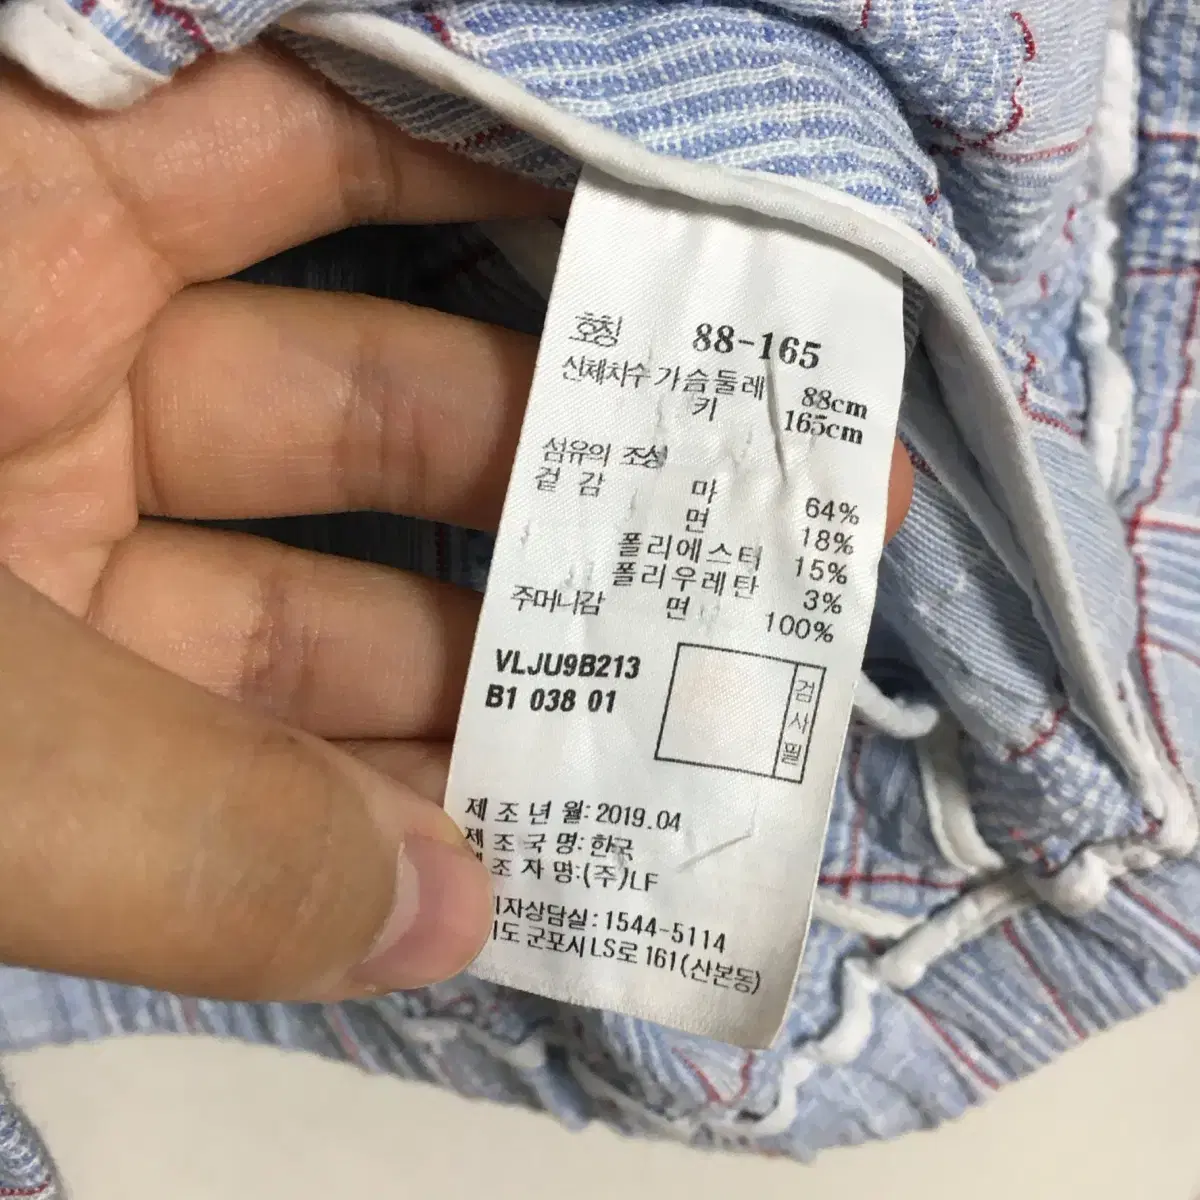 호칭 88-165
신체치수 가슴둘레 88cm
키 165cm
섬유의 조성
겉감 마 64%
면 18%
폴리에스터 15%
폴리우레탄 3%
주머니감 면 100%
VLJU9B213
B1 038 01
검사필
제조년월: 2019.04
제조국명: 한국
조자명: (주)LF
자상담실: 1544-5114
도 군포시 LS로 161(산본동)